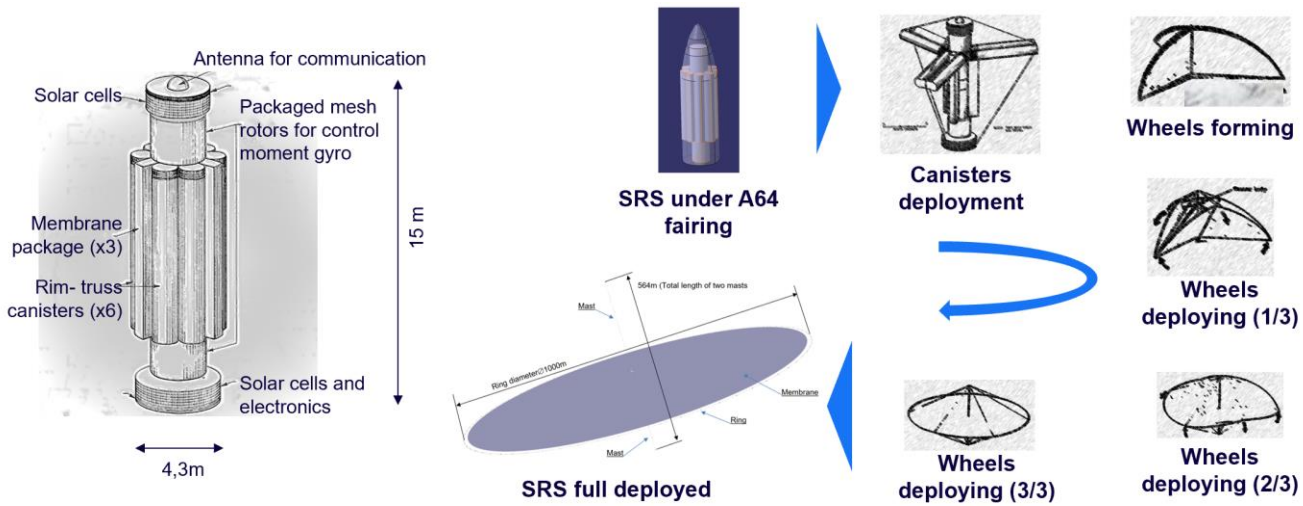 Antenna for communication
Solar cells
Packaged mesh
rotors for control
moment gyro
Membrane
package (x3)
Rim- truss
canisters (x6)
Solar cells and
electronics
15 m
4,3m
SRS under A64
fairing
Canisters
deployment
Wheels forming
Wheels
deploying (1/3)
Wheels
deploying (2/3)
Wheels
deploying (3/3)
564m (Total length of two masts
Mast
Ring diameter∅1000m
Membrane
Ring
Mast
SRS full deployed